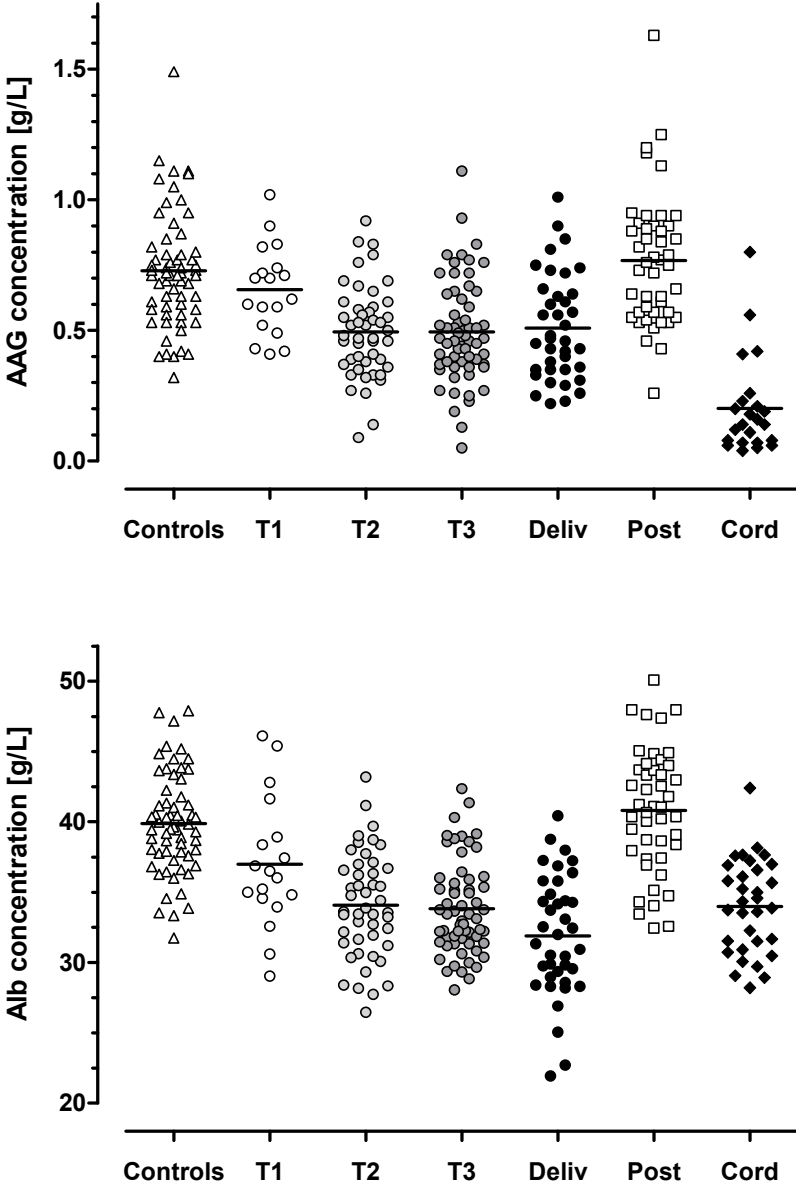 AAG concentration [g/L]
1.5
1.0
0.5
0.0
Controls T1 T2 T3 Deliv Post Cord
Alb concentration [g/L]
50
40
30
20
Controls T1 T2 T3 Deliv Post Cord